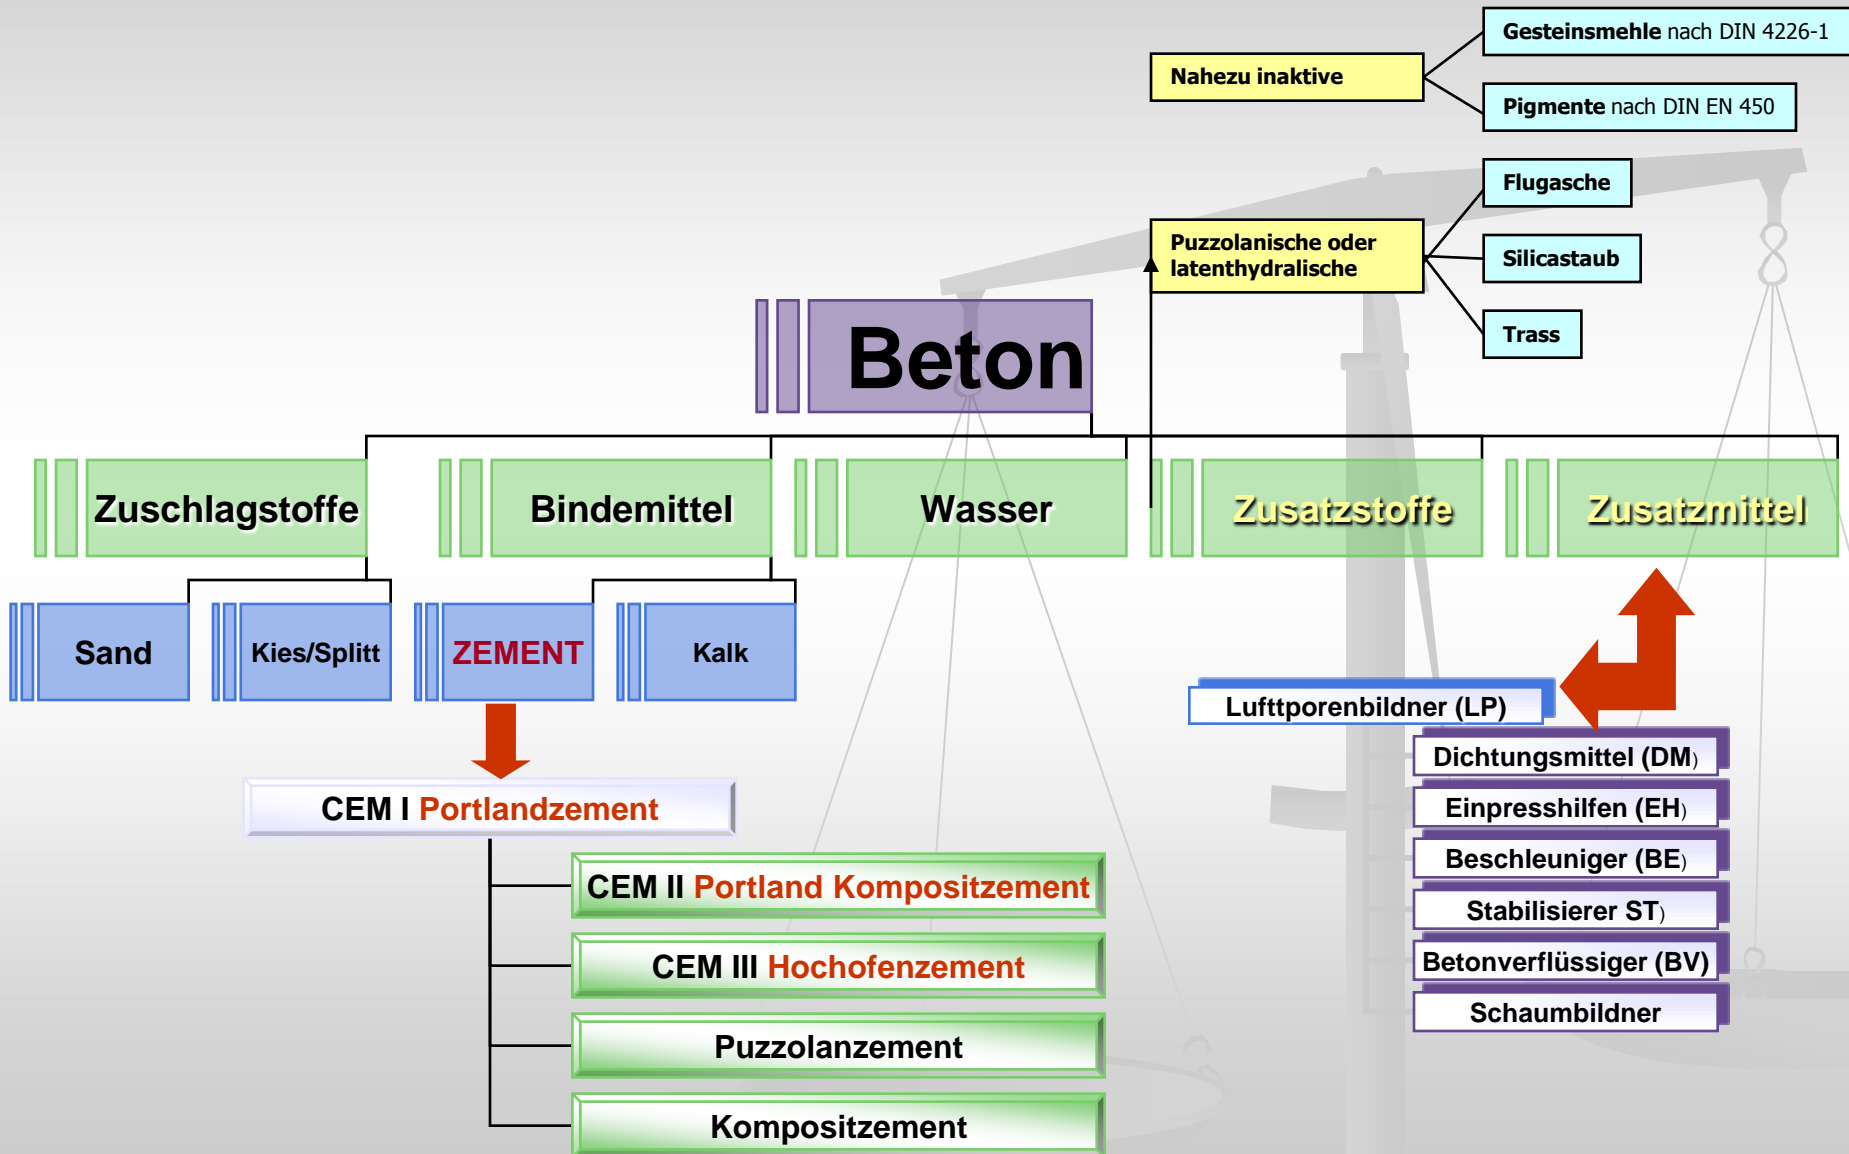 Gesteinsmehle nach DIN 4226-1
Nahezu inaktive
Pigmente nach DIN EN 450
Flugasche
Puzzolanische oder
latenthydralische
Silicastaub
Trass
Beton
Zuschlagstoffe
Bindemittel
Wasser
Zusatzstoffe
Zusatzmittel
Sand
Kies/Splitt
ZEMENT
Kalk
Lufttporenbildner (LP)
Dichtungsmittel (DM)
Einpresshilfen (EH)
Beschleuniger (BE)
Stabilisierer ST)
Betonverflüssiger (BV)
Schaumbildner
CEM I Portlandzement
CEM II Portland Kompositzement
CEM III Hochofenzement
Puzzolanzement
Kompositzement